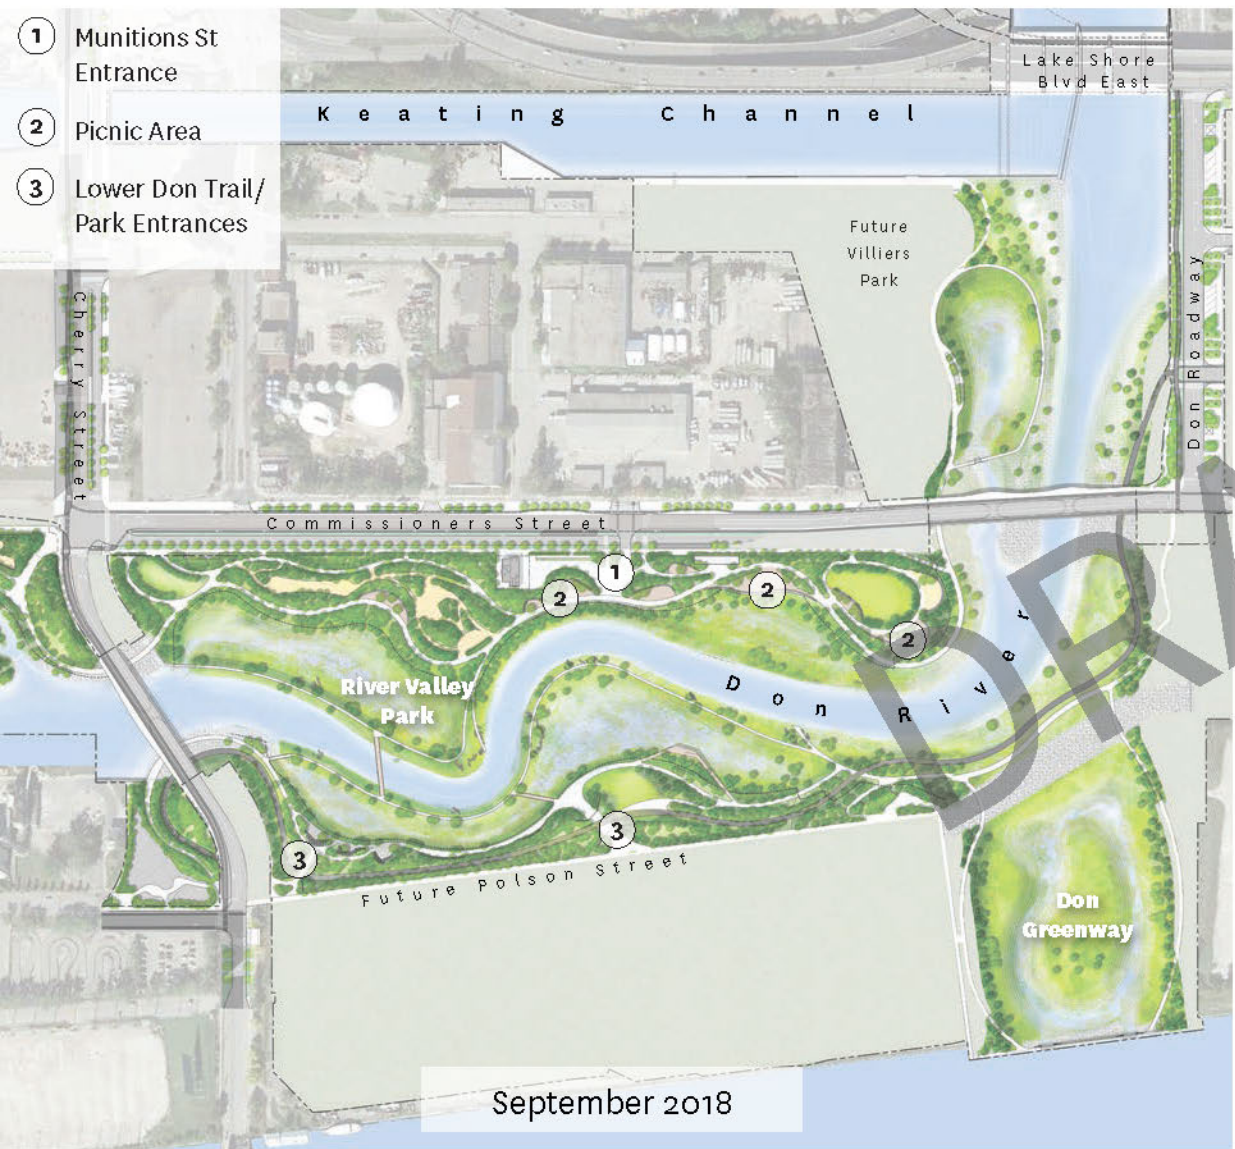 1 Munitions St
Entrance
2 Picnic Area
3 Lower Don Trail/
Park Entrances
Lake Shore
Blvd East
Keating Channel
Future
Villiers
Park
Cherry Street
Don Roadway
Commissioners Street
1
2
2
2
River Valley
Park
Don River
3
3
Future Polson Street
Don
Greenway
September 2018